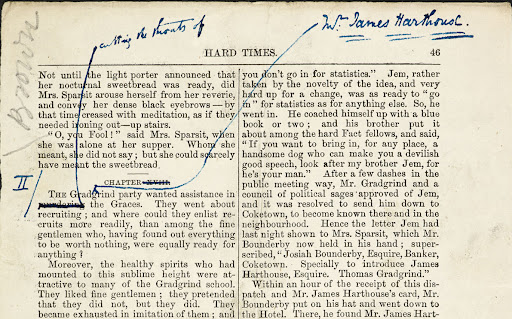 cutting the throats of
Mr. James Harthouse.
Brown
HARD TIMES. 46
Not until the light porter announced that
her nocturnal sweetbread was ready, did
Mrs. Sparsit arouse herself from her reverie,
and convey her dense black eyebrows—by
that time creased with meditation, as if they
needed ironing out—up stairs.
"O, you Fool!" said Mrs. Sparsit, when
she was alone at her supper. Whom she
meant, she did not say; but she could scarcely
have meant the sweetbread.
II
CHAPTER XVIII.
THE Gradgrind party wanted assistance in
the Graces. They went about
recruiting; and where could they enlist re-
cruits more readily, than among the fine
gentlemen who, having found out everything
to be worth nothing, were equally ready for
anything?
Moreover, the healthy spirits who had
mounted to this sublime height were at-
tractive to many of the Gradgrind school.
They liked fine gentlemen; they pretended
that they did not, but they did. They
became exhausted in imitation of them; and
you don't go in for statistics." Jem, rather
taken by the novelty of the idea, and very
hard up for a change, was as ready to "go
in" for statistics as for anything else. So, he
went in. He coached himself up with a blue
book or two; and his brother put it
about among the hard Fact fellows, and said,
"If you want to bring in, for any place, a
handsome dog who can make you a devilish
good speech, look after my brother Jem, for
he's your man." After a few dashes in the
public meeting way, Mr. Gradgrind and a
council of political sages approved of Jem,
and it was resolved to send him down to
Coketown, to become known there and in the
neighbourhood. Hence the letter Jem had
last night shown to Mrs. Sparsit, which Mr.
Bounderby now held in his hand; super-
scribed, "Josiah Bounderby, Esquire, Banker,
Coketown. Specially to introduce James
Harthouse, Esquire. Thomas Gradgrind."
Within an hour of the receipt of this dis-
patch and Mr. James Harthouse's card, Mr.
Bounderby put on his hat and went down to
the Hotel. There, he found Mr. James Hart-